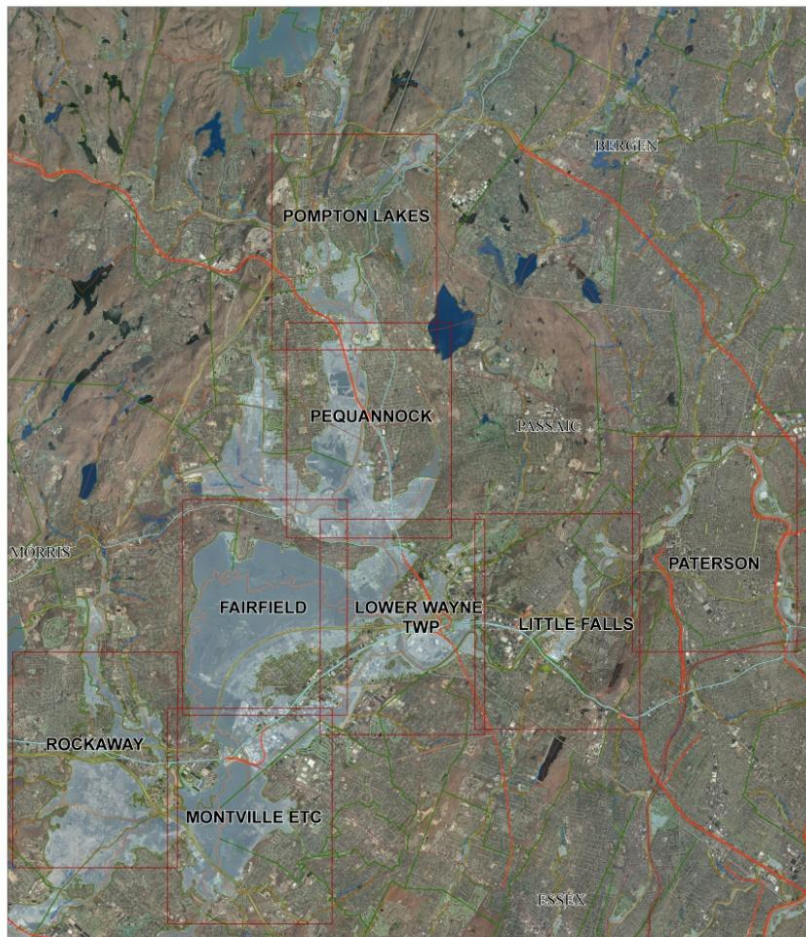 BERGEN
POMPTON LAKES
PEQUANNOCK
PASSAIC
MORRIS
PATERSON
FAIRFIELD
LOWER WAYNE
TWP
LITTLE FALLS
ROCKAWAY
MONTVILLE ETC
ESSEX